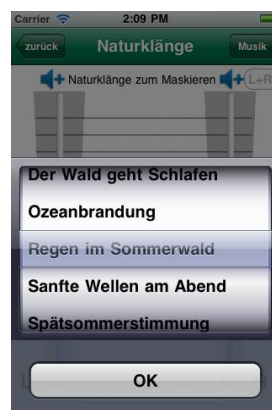 Carrier 2:09 PM
zurück Naturklänge Musik
Naturklänge zum Maskieren L+R
Der Wald geht Schlafen
Ozeanbrandung
Regen im Sommerwald
Sanfte Wellen am Abend
Spätsommerstimmung
OK